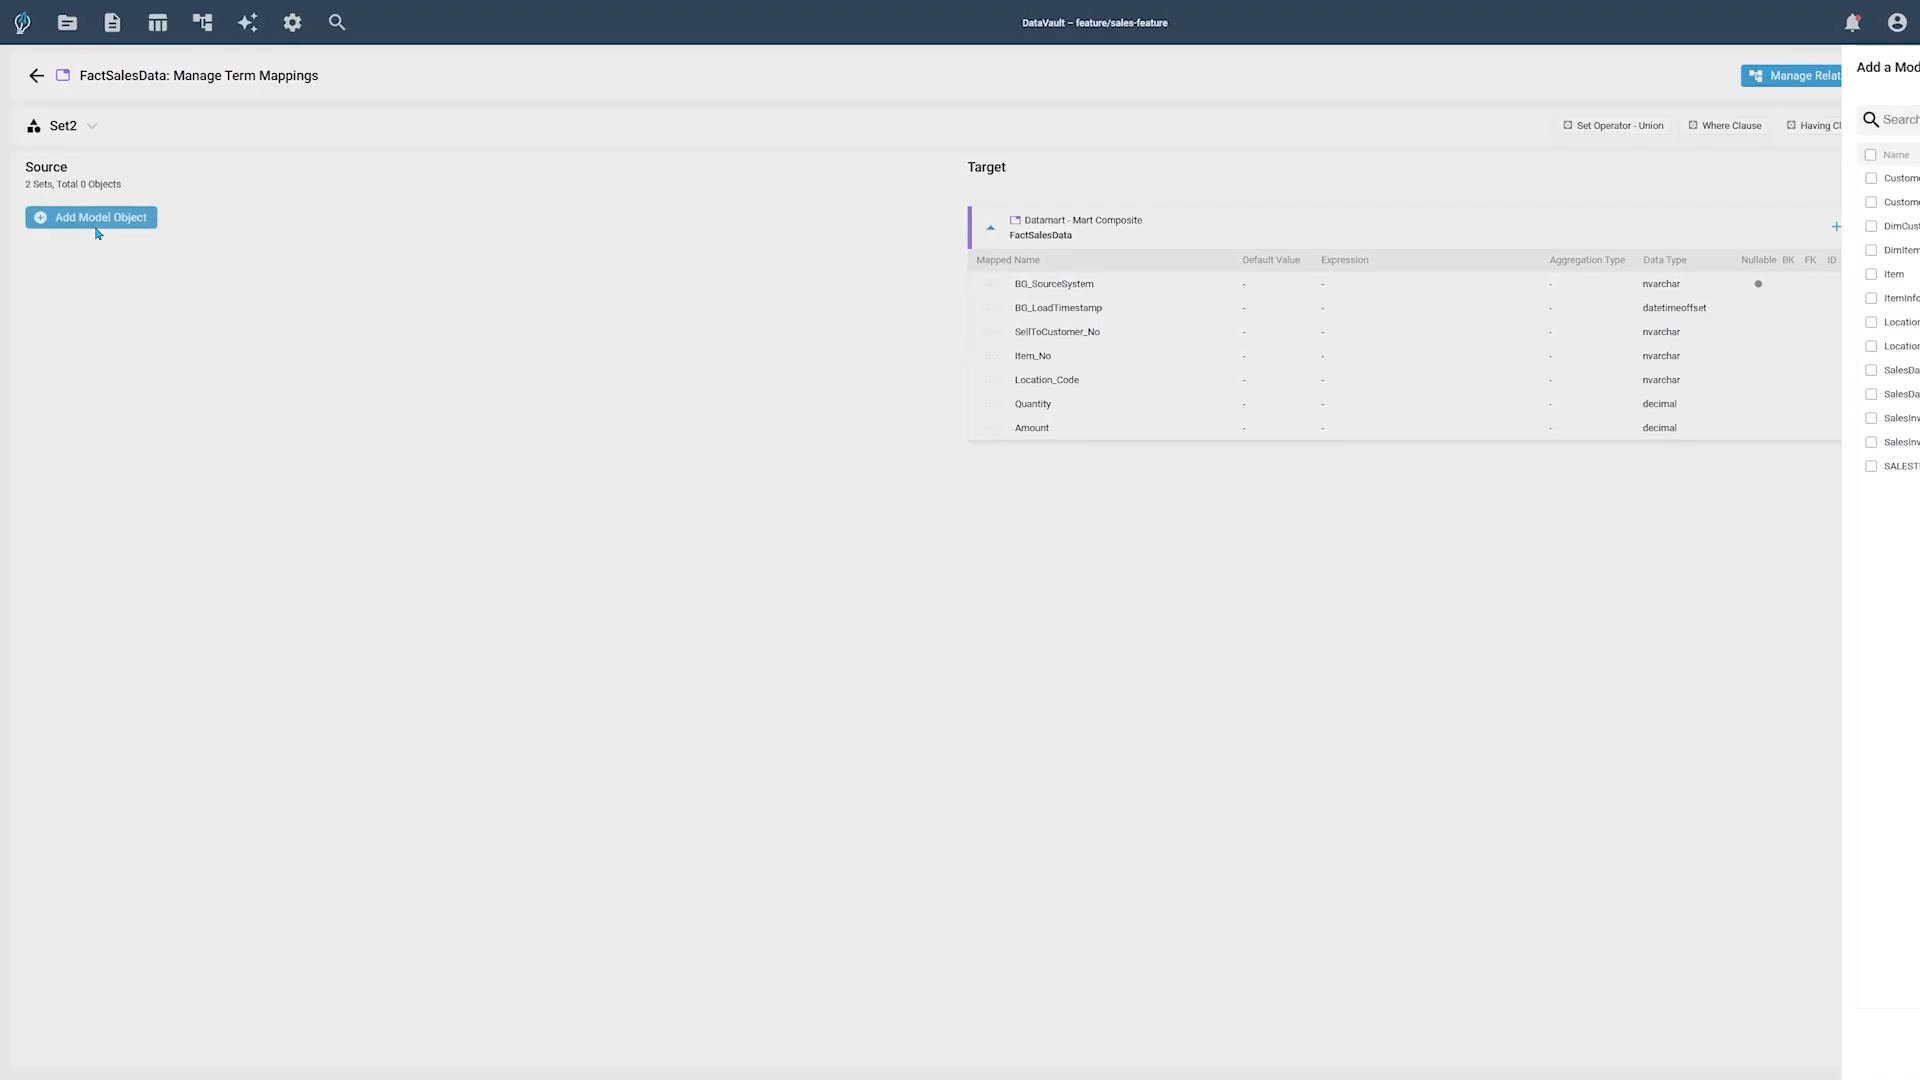 DataVault – feature/sales-feature
FactSalesData: Manage Term Mappings
Manage Relat
Set2
Set Operator - Union
Where Clause
Having Cl
Source
2 Sets, Total 0 Objects
Add Model Object
Target
Datamart - Mart Composite
FactSalesData
Mapped Name Default Value Expression Aggregation Type Data Type Nullable BK FK ID
BG_SourceSystem - - - nvarchar
BG_LoadTimestamp - - - datetimeoffset
SellToCustomer_No - - - nvarchar
Item_No - - - nvarchar
Location_Code - - - nvarchar
Quantity - - - decimal
Amount - - - decimal
Add a Mod
Search
Name
Custome
Custome
DimCust
DimItem
Item
ItemInfo
Location
Location
SalesDa
SalesDa
SalesInv
SalesInv
SALEST